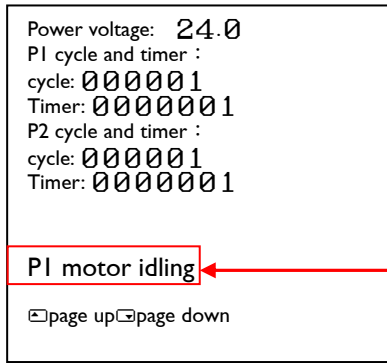 Power voltage: 24.0
P1 cycle and timer：
cycle: 000001
Timer: 0000001
P2 cycle and timer：
cycle: 000001
Timer: 0000001
P1 motor idling
page up page down